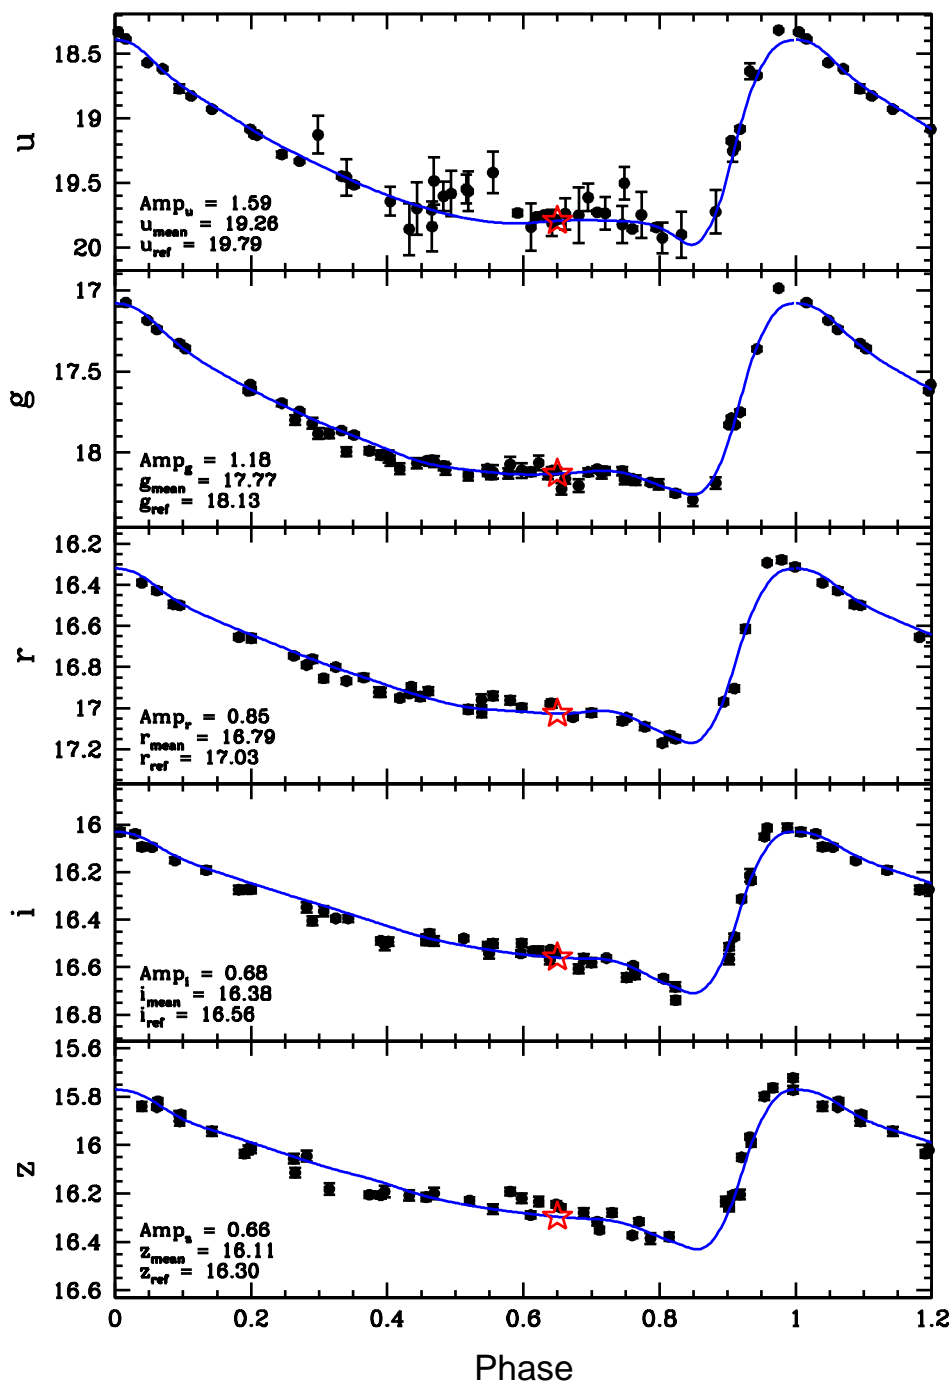 18.5
19
19.5
20
u
Amp_u = 1.59
u_mean = 19.26
u_ref = 19.79
17
17.5
18
g
Amp_g = 1.18
g_mean = 17.77
g_ref = 18.13
16.2
16.4
16.6
16.8
17
17.2
r
Amp_r = 0.85
r_mean = 16.79
r_ref = 17.03
16
16.2
16.4
16.6
16.8
i
Amp_i = 0.68
i_mean = 16.38
i_ref = 16.56
15.6
15.8
16
16.2
16.4
16.6
z
Amp_z = 0.66
z_mean = 16.11
z_ref = 16.30
0 0.2 0.4 0.6 0.8 1 1.2
Phase